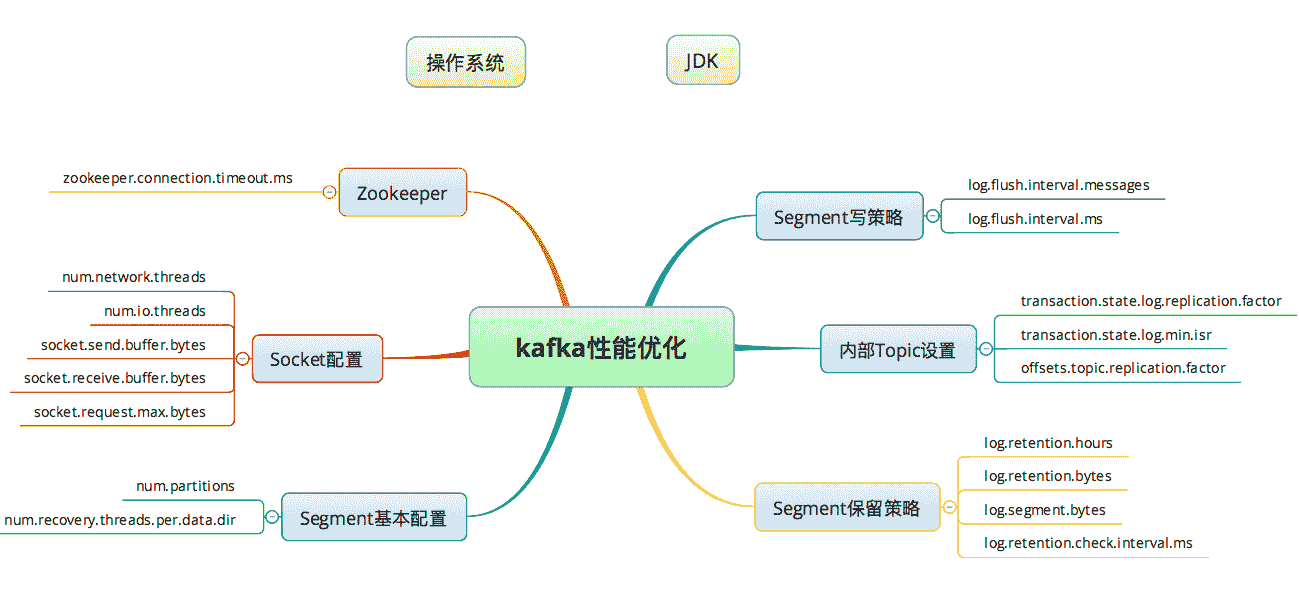 操作系统
JDK
kafka性能优化
Zookeeper
zookeeper.connection.timeout.ms
Socket配置
num.network.threads
num.io.threads
socket.send.buffer.bytes
socket.receive.buffer.bytes
socket.request.max.bytes
Segment基本配置
num.partitions
num.recovery.threads.per.data.dir
Segment写策略
log.flush.interval.messages
log.flush.interval.ms
内部Topic设置
transaction.state.log.replication.factor
transaction.state.log.min.isr
offsets.topic.replication.factor
Segment保留策略
log.retention.hours
log.retention.bytes
log.segment.bytes
log.retention.check.interval.ms